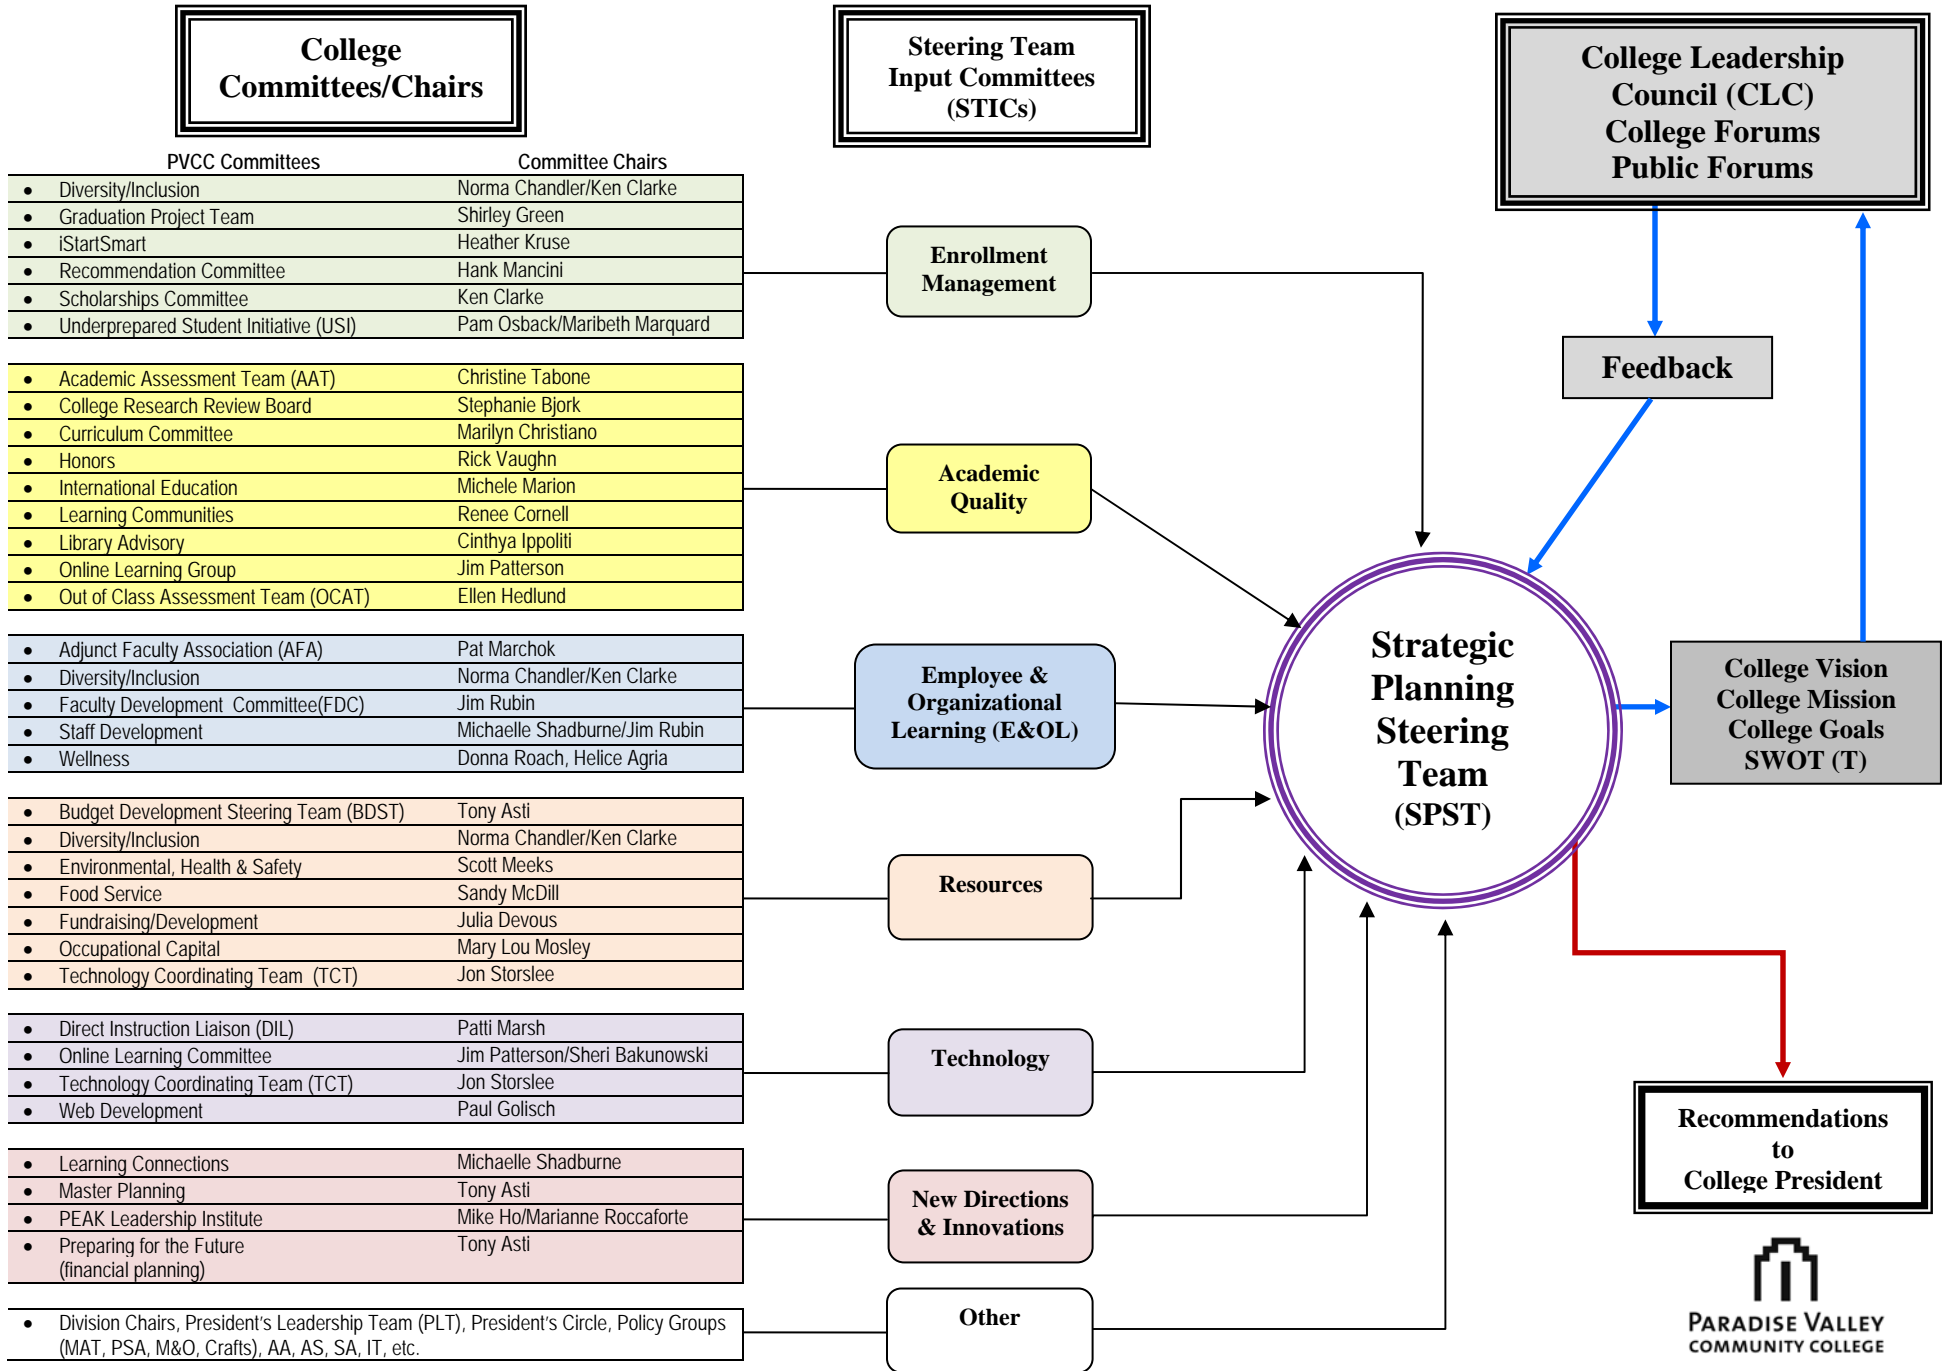 College
Committees/Chairs
Steering Team
Input Committees
(STICs)
College Leadership
Council (CLC)
College Forums
Public Forums
PVCC Committees Committee Chairs
• Diversity/Inclusion Norma Chandler/Ken Clarke
• Graduation Project Team Shirley Green
• iStartSmart Heather Kruse
• Recommendation Committee Hank Mancini
• Scholarships Committee Ken Clarke
• Underprepared Student Initiative (USI) Pam Osback/Maribeth Marquard
Enrollment
Management
Feedback
• Academic Assessment Team (AAT) Christine Tabone
• College Research Review Board Stephanie Bjork
• Curriculum Committee Marilyn Christiano
• Honors Rick Vaughn
• International Education Michele Marion
• Learning Communities Renee Cornell
• Library Advisory Cinthya Ippoliti
• Online Learning Group Jim Patterson
• Out of Class Assessment Team (OCAT) Ellen Hedlund
Academic
Quality
• Adjunct Faculty Association (AFA) Pat Marchok
• Diversity/Inclusion Norma Chandler/Ken Clarke
• Faculty Development Committee(FDC) Jim Rubin
• Staff Development Michaelle Shadburne/Jim Rubin
• Wellness Donna Roach, Helice Agria
Employee &
Organizational
Learning (E&OL)
Strategic
Planning
Steering
Team
(SPST)
College Vision
College Mission
College Goals
SWOT (T)
• Budget Development Steering Team (BDST) Tony Asti
• Diversity/Inclusion Norma Chandler/Ken Clarke
• Environmental, Health & Safety Scott Meeks
• Food Service Sandy McDill
• Fundraising/Development Julia Devous
• Occupational Capital Mary Lou Mosley
• Technology Coordinating Team (TCT) Jon Storslee
Resources
• Direct Instruction Liaison (DIL) Patti Marsh
• Online Learning Committee Jim Patterson/Sheri Bakunowski
• Technology Coordinating Team (TCT) Jon Storslee
• Web Development Paul Golisch
Technology
Recommendations
to
College President
• Learning Connections Michaelle Shadburne
• Master Planning Tony Asti
• PEAK Leadership Institute Mike Ho/Marianne Roccaforte
• Preparing for the Future Tony Asti
(financial planning)
New Directions
& Innovations
• Division Chairs, President's Leadership Team (PLT), President's Circle, Policy Groups
(MAT, PSA, M&O, Crafts), AA, AS, SA, IT, etc.
Other
PARADISE VALLEY
COMMUNITY COLLEGE